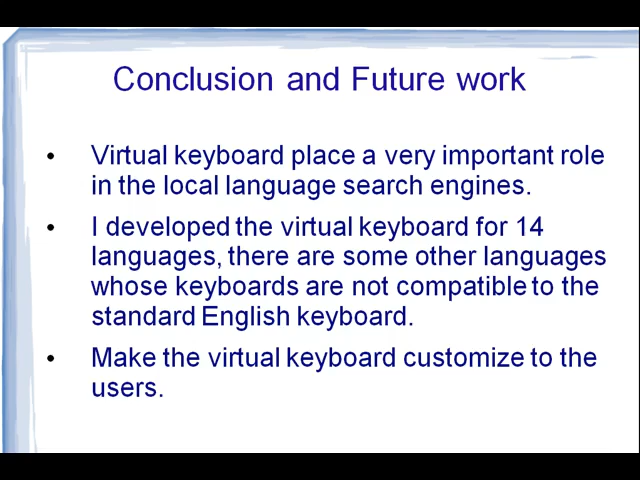 Conclusion and Future work
• Virtual keyboard place a very important role
in the local language search engines.
• I developed the virtual keyboard for 14
languages, there are some other languages
whose keyboards are not compatible to the
standard English keyboard.
• Make the virtual keyboard customize to the
users.